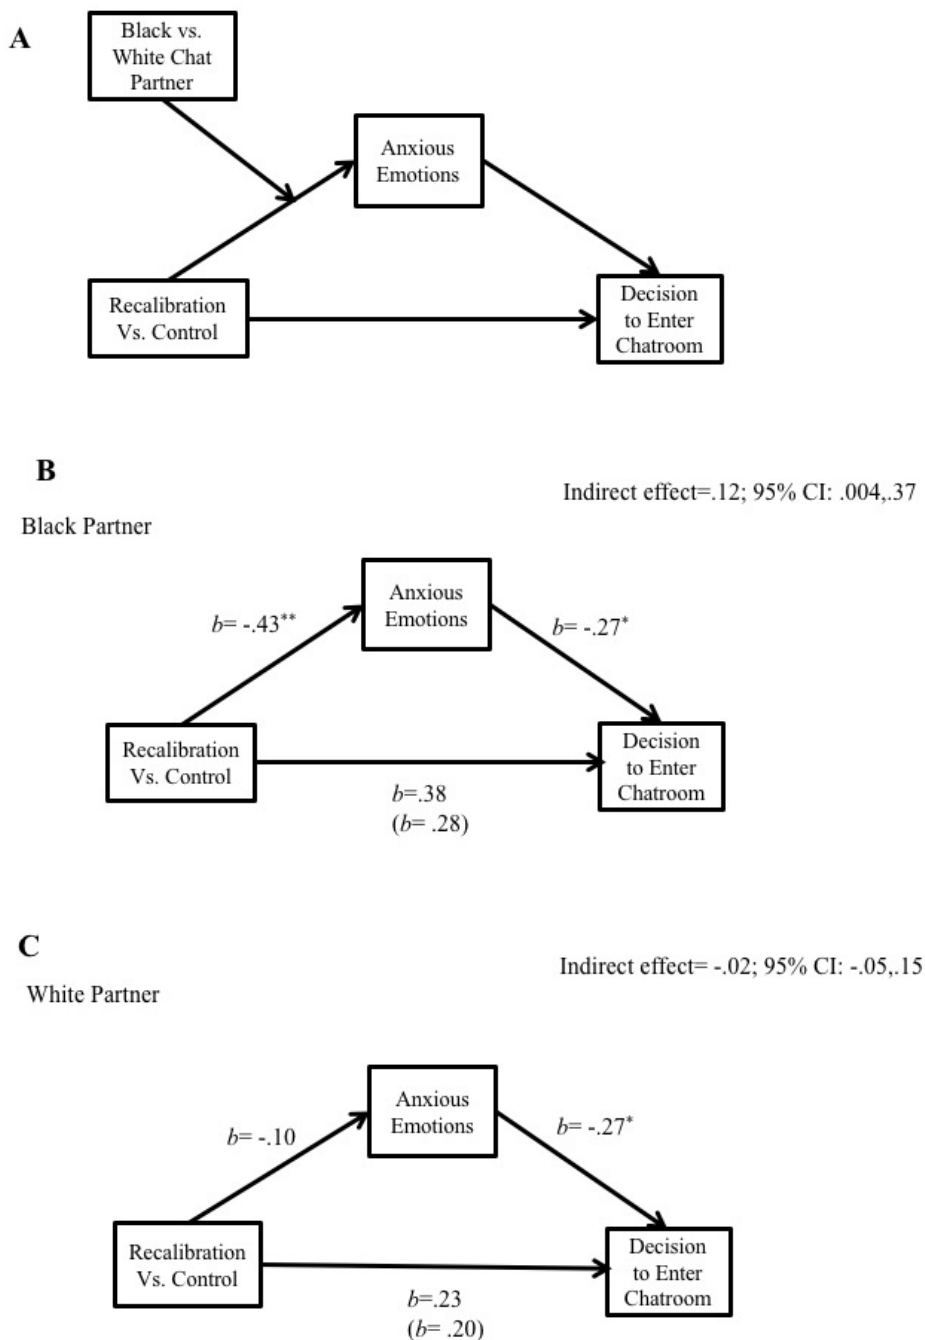 A
Black vs.
White Chat
Partner
Anxious
Emotions
Recalibration
Vs. Control
Decision
to Enter
Chatroom
B
Indirect effect=.12; 95% CI: .004,.37
Black Partner
Anxious
Emotions
b= -.43**
b= -.27*
Recalibration
Vs. Control
Decision
to Enter
Chatroom
b=.38
(b= .28)
C
Indirect effect= -.02; 95% CI: -.05,.15
White Partner
Anxious
Emotions
b= -.10
b= -.27*
Recalibration
Vs. Control
Decision
to Enter
Chatroom
b=.23
(b= .20)